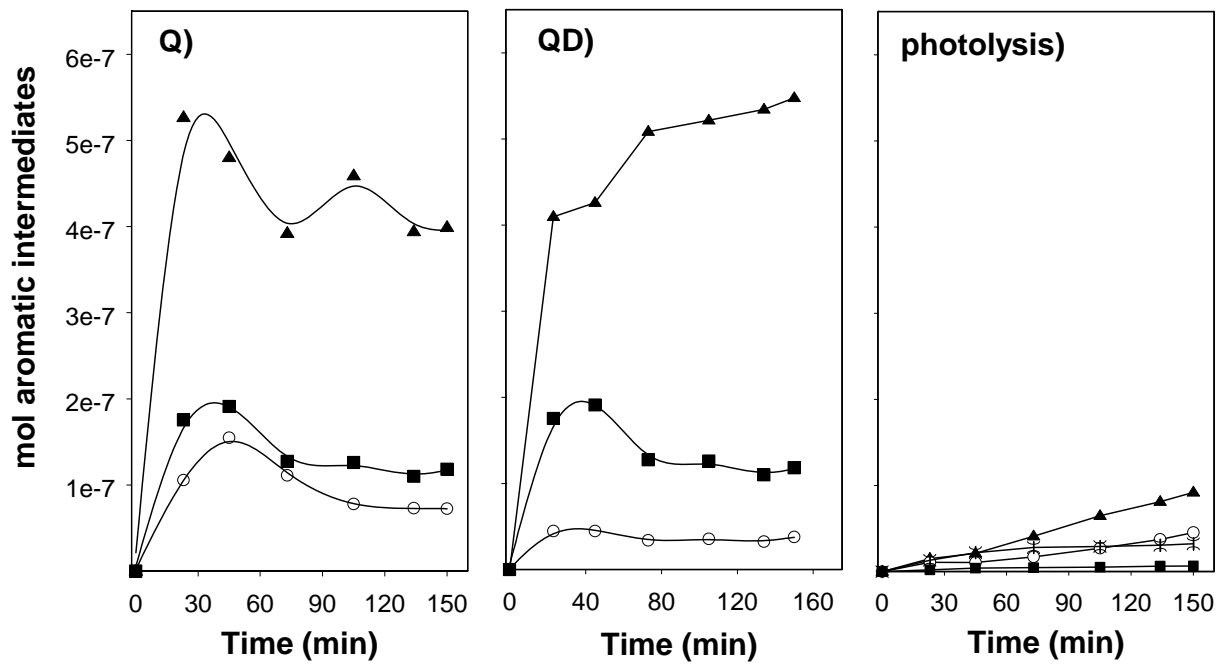 Q)
QD)
photolysis)
mol aromatic intermediates
6e-7
5e-7
4e-7
3e-7
2e-7
1e-7
0 30 60 90 120 150
0 40 80 120 160
0 30 60 90 120 150
Time (min)
Time (min)
Time (min)